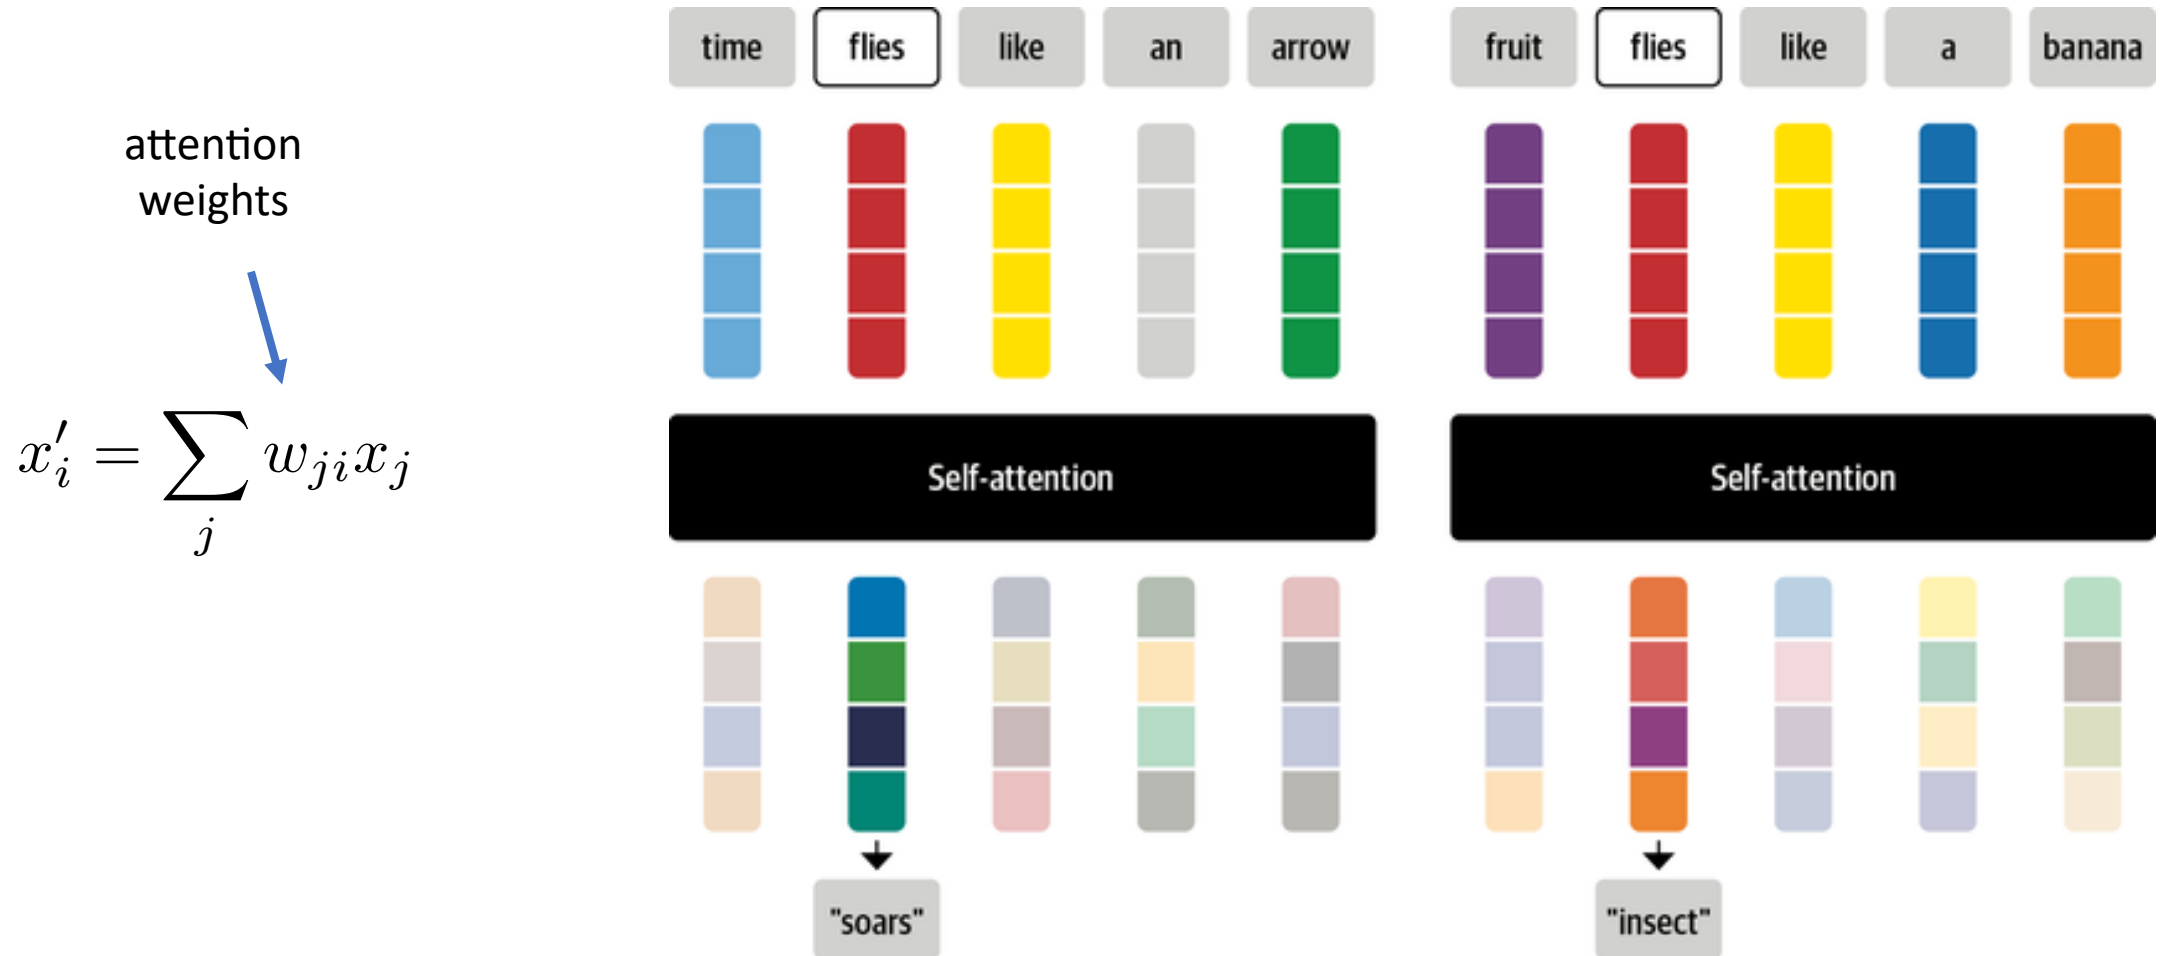 attention
weights
x'_i = \sum_j w_{ji} x_j
time flies like an arrow
fruit flies like a banana
Self-attention
Self-attention
"soars"
"insect"